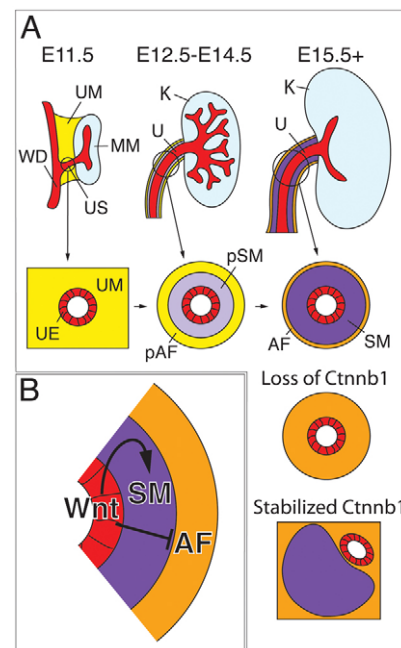 A
E11.5
E12.5-E14.5
E15.5+
UM
K
K
U
U
MM
WD
US
pSM
UM
UE
pAF
AF
SM
Loss of Ctnnb1
B
Wnt
SM
AF
Stabilized Ctnnb1